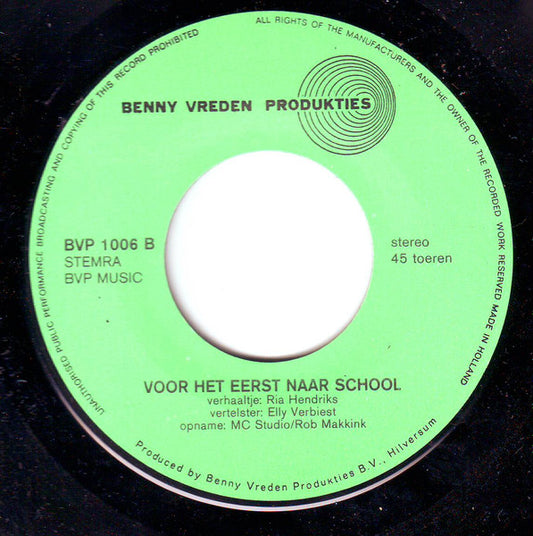 UNAUTHORISED PUBLIC PERFORMANCE BROADCASTING AND COPYING OF THIS RECORD PROHIBITED
ALL RIGHTS OF THE MANUFACTURERS AND THE OWNER OF THE RECORDED WORK RESERVED MADE IN HOLLAND
BENNY VREDEN PRODUKTIES
BVP 1006 B
STEMRA
BVP MUSIC
stereo
45 toeren
VOOR HET EERST NAAR SCHOOL
verhaaltje: Ria Hendriks
vertelster: Elly Verbiest
opname: MC Studio/Rob Makkink
Produced by Benny Vreden Produkties B.V., Hilversum